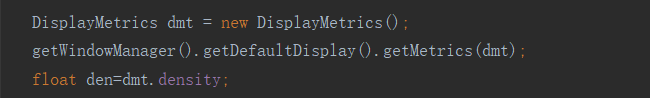 DisplayMetrics dmt = new DisplayMetrics();
getWindowManager().getDefaultDisplay().getMetrics(dmt);
float den=dmt.density;